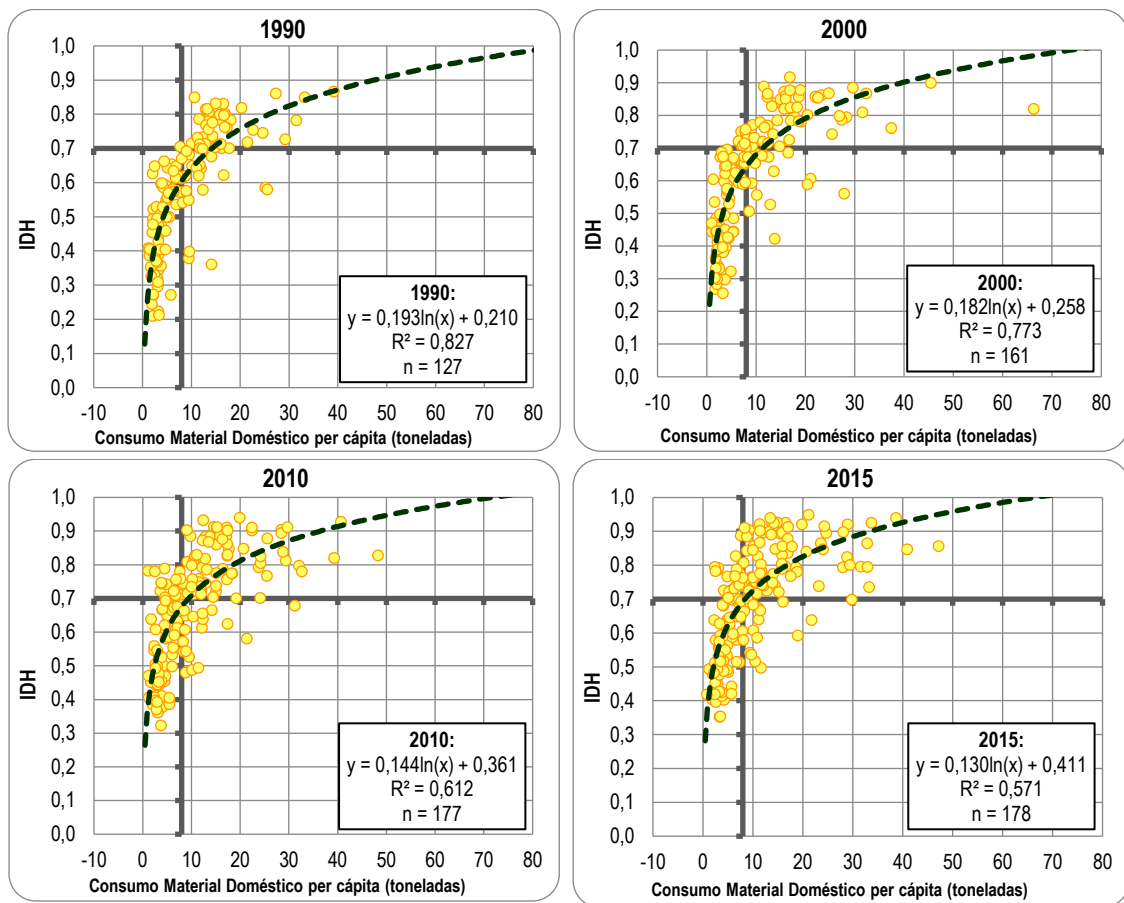 1990
1,0
0,9
0,8
0,7
0,6
0,5
0,4
0,3
0,2
0,1
0,0
IDH
-10 0 10 20 30 40 50 60 70 80
Consumo Material Doméstico per cápita (toneladas)
1990:
y = 0,193ln(x) + 0,210
R² = 0,827
n = 127
2000
1,0
0,9
0,8
0,7
0,6
0,5
0,4
0,3
0,2
0,1
0,0
IDH
-10 0 10 20 30 40 50 60 70 80
Consumo Material Doméstico per cápita (toneladas)
2000:
y = 0,182ln(x) + 0,258
R² = 0,773
n = 161
2010
1,0
0,9
0,8
0,7
0,6
0,5
0,4
0,3
0,2
0,1
0,0
IDH
-10 0 10 20 30 40 50 60 70 80
Consumo Material Doméstico per cápita (toneladas)
2010:
y = 0,144ln(x) + 0,361
R² = 0,612
n = 177
2015
1,0
0,9
0,8
0,7
0,6
0,5
0,4
0,3
0,2
0,1
0,0
IDH
-10 0 10 20 30 40 50 60 70 80
Consumo Material Doméstico per cápita (toneladas)
2015:
y = 0,130ln(x) + 0,411
R² = 0,571
n = 178